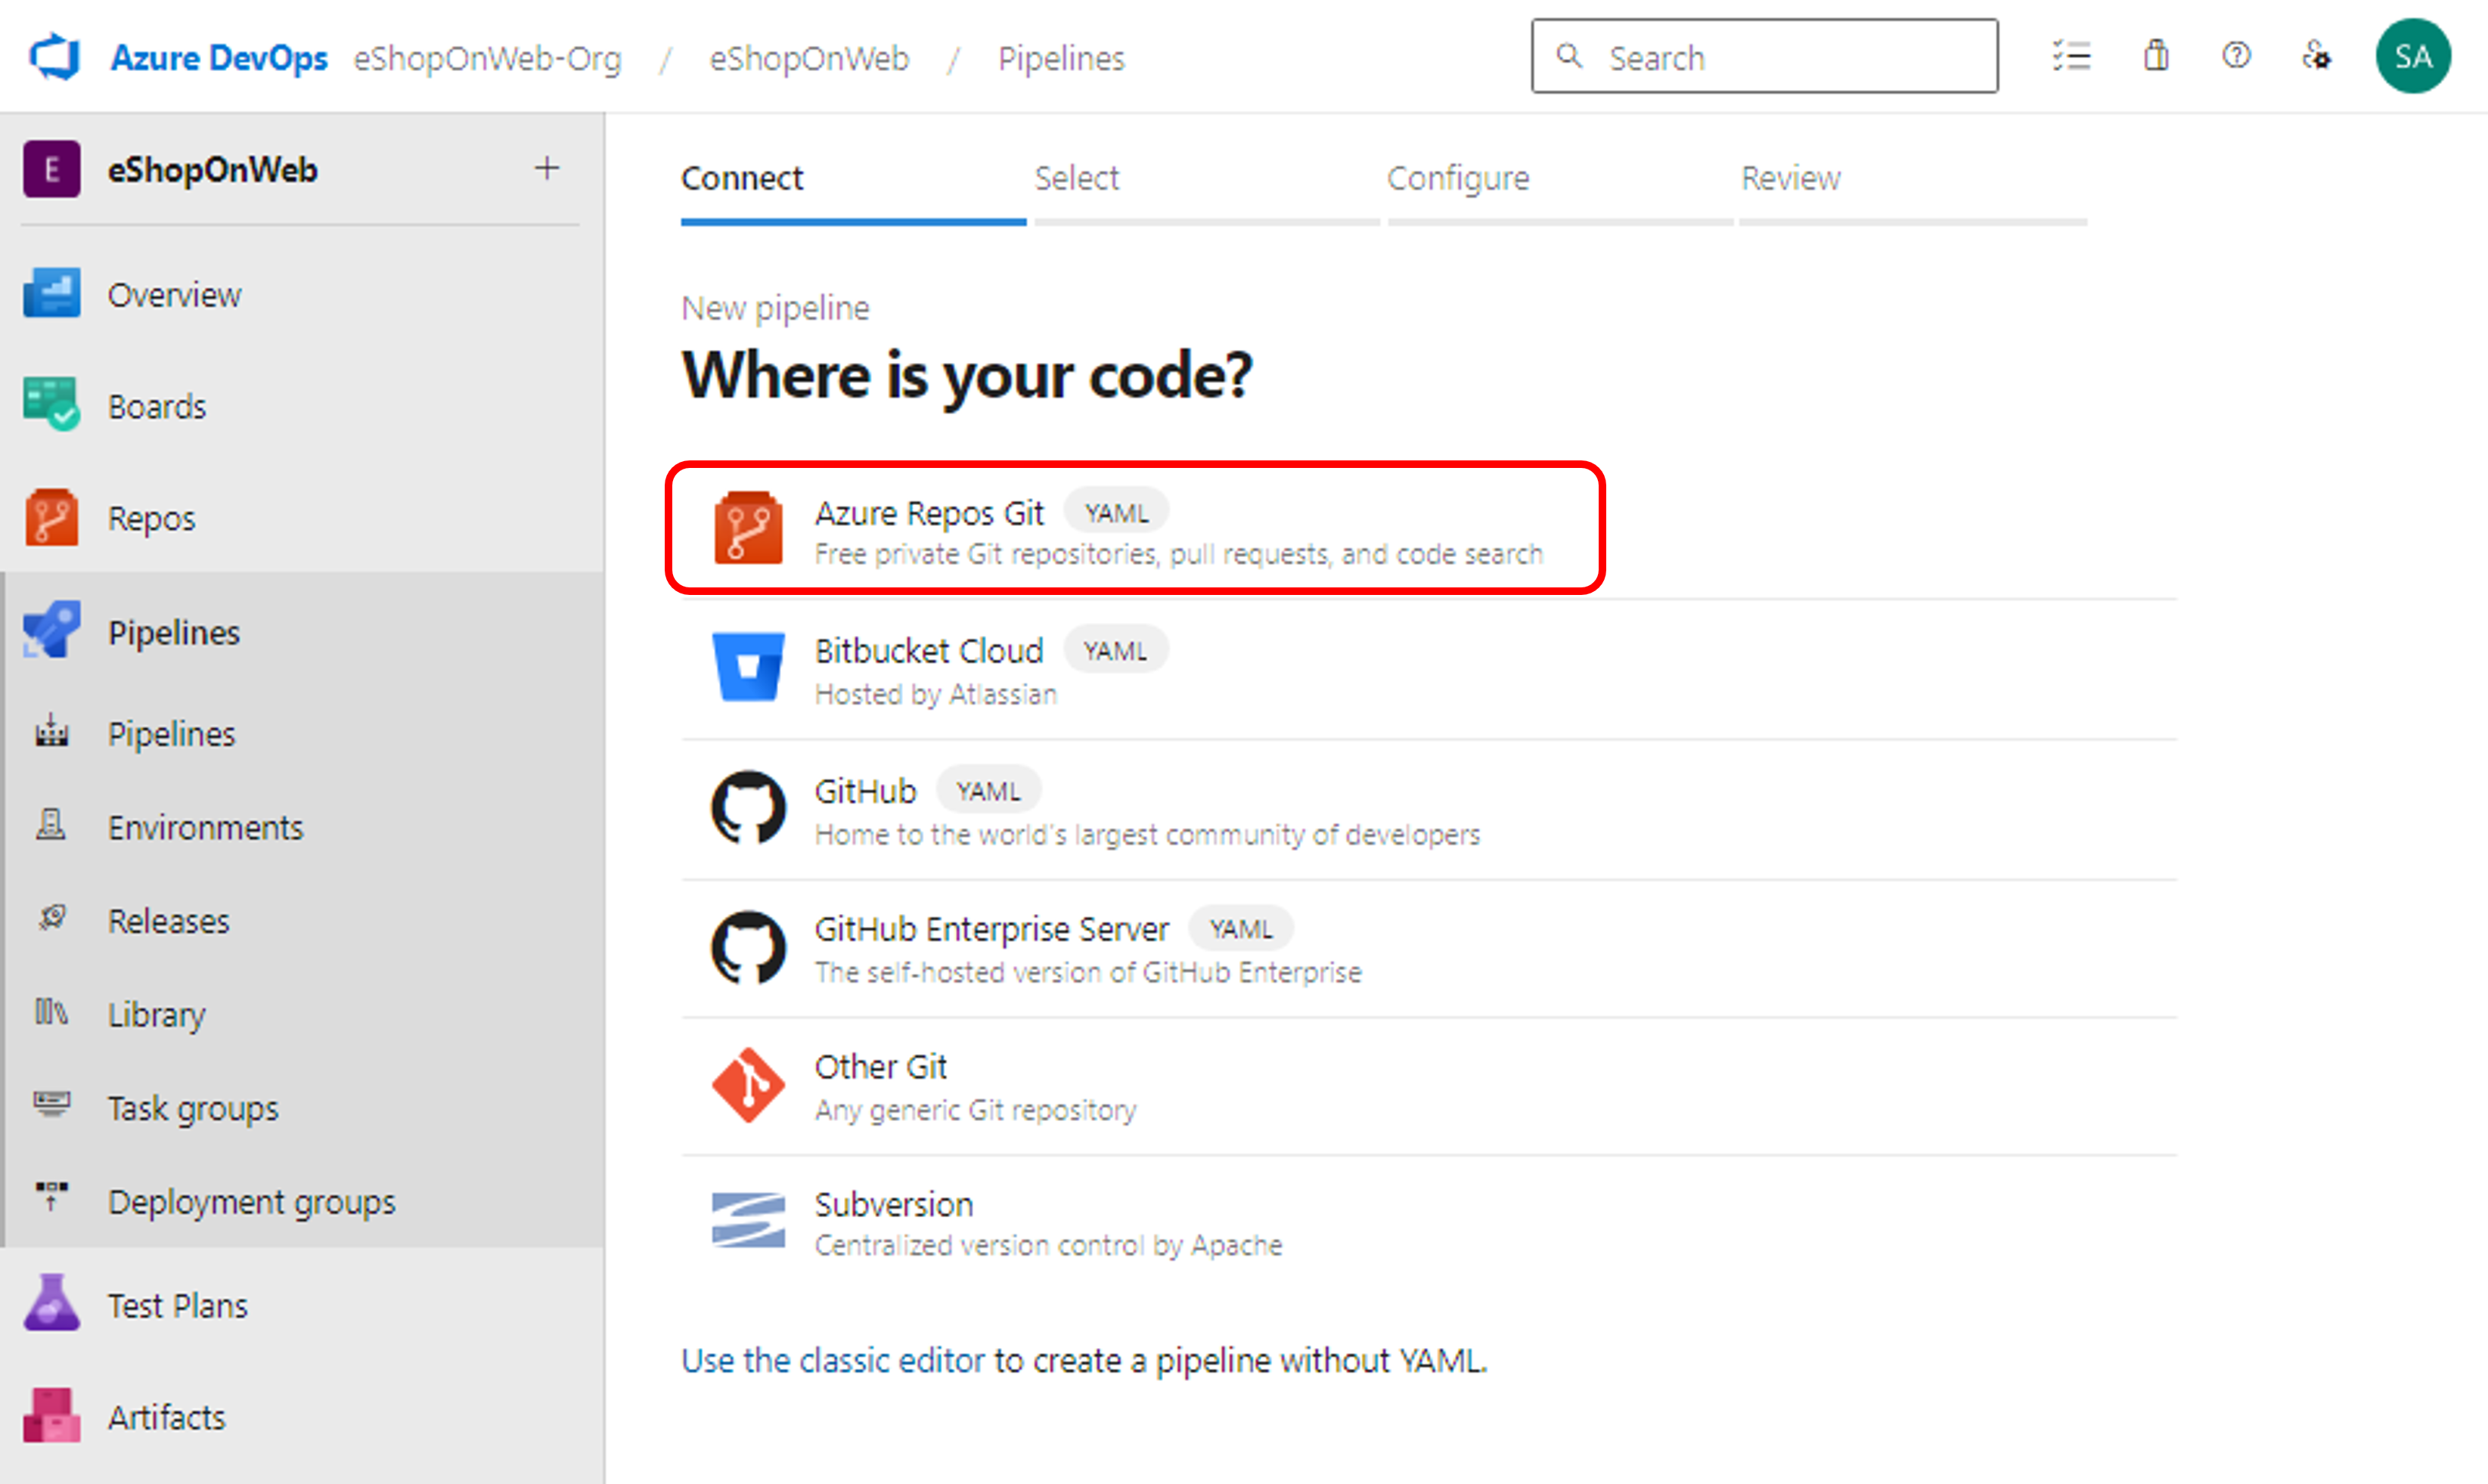 Azure DevOps eShopOnWeb-Org / eShopOnWeb / Pipelines
Search
SA
E eShopOnWeb +
Overview
Boards
Repos
Pipelines
Pipelines
Environments
Releases
Library
Task groups
Deployment groups
Test Plans
Artifacts
Connect Select Configure Review
New pipeline
Where is your code?
Azure Repos Git YAML
Free private Git repositories, pull requests, and code search
Bitbucket Cloud YAML
Hosted by Atlassian
GitHub YAML
Home to the world's largest community of developers
GitHub Enterprise Server YAML
The self-hosted version of GitHub Enterprise
Other Git
Any generic Git repository
Subversion
Centralized version control by Apache
Use the classic editor to create a pipeline without YAML.